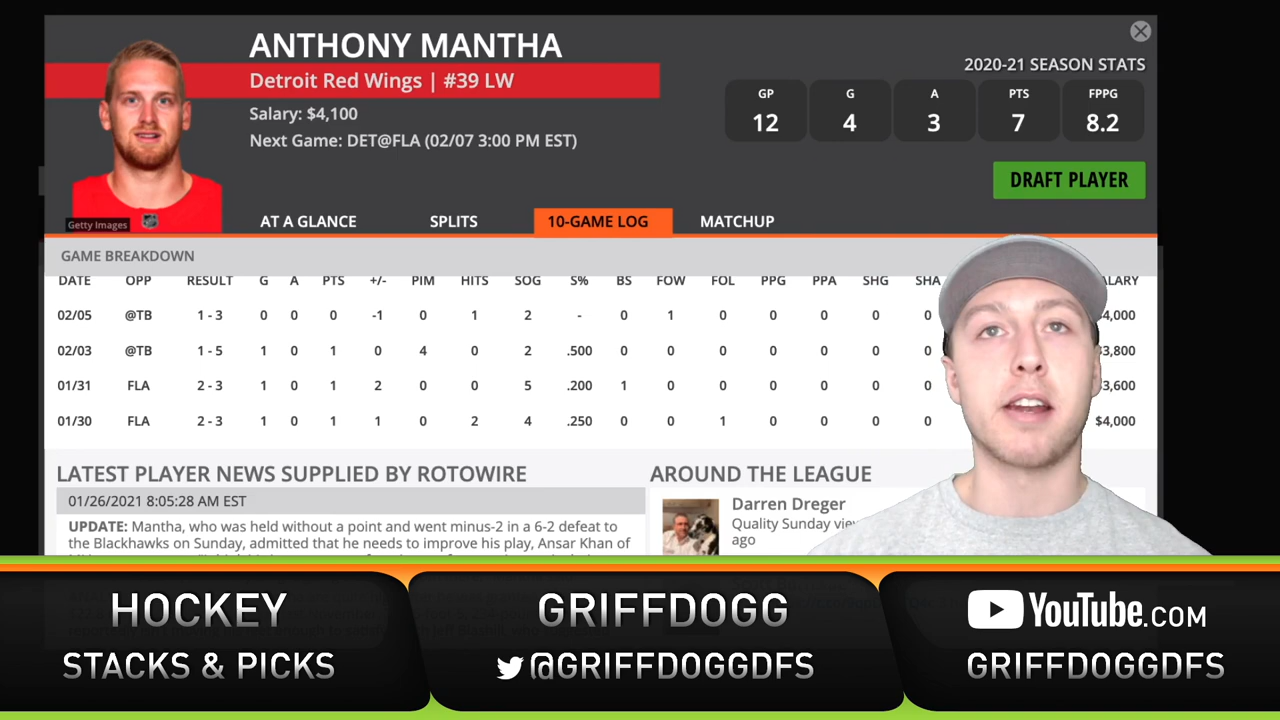 ANTHONY MANTHA
Detroit Red Wings | #39 LW
Salary: $4,100
Next Game: DET@FLA (02/07 3:00 PM EST)
2020-21 SEASON STATS
GP G A PTS FPPG
12 4 3 7 8.2
DRAFT PLAYER
Getty Images
AT A GLANCE SPLITS 10-GAME LOG MATCHUP
GAME BREAKDOWN
DATE OPP RESULT G A PTS +/- PIM HITS SOG S% BS FOW FOL PPG PPA SHG SHA ALARY
02/05 @TB 1 - 3 0 0 0 -1 0 1 2 - 0 1 0 0 0 0 0 $4,000
02/03 @TB 1 - 5 1 0 1 0 4 0 2 .500 0 0 0 0 0 0 0 $3,800
01/31 FLA 2 - 3 1 0 1 2 0 0 5 .200 1 0 0 0 0 0 0 $3,600
01/30 FLA 2 - 3 1 0 1 1 0 2 4 .250 0 0 1 0 0 0 0 $4,000
LATEST PLAYER NEWS SUPPLIED BY ROTOWIRE
01/26/2021 8:05:28 AM EST
UPDATE: Mantha, who was held without a point and went minus-2 in a 6-2 defeat to
the Blackhawks on Sunday, admitted that he needs to improve his play, Ansar Khan of
AROUND THE LEAGUE
Darren Dreger
Quality Sunday vie
ago
HOCKEY
STACKS & PICKS
GRIFFDOGG
@GRIFFDOGGDFS
YouTube.COM
GRIFFDOGGDFS